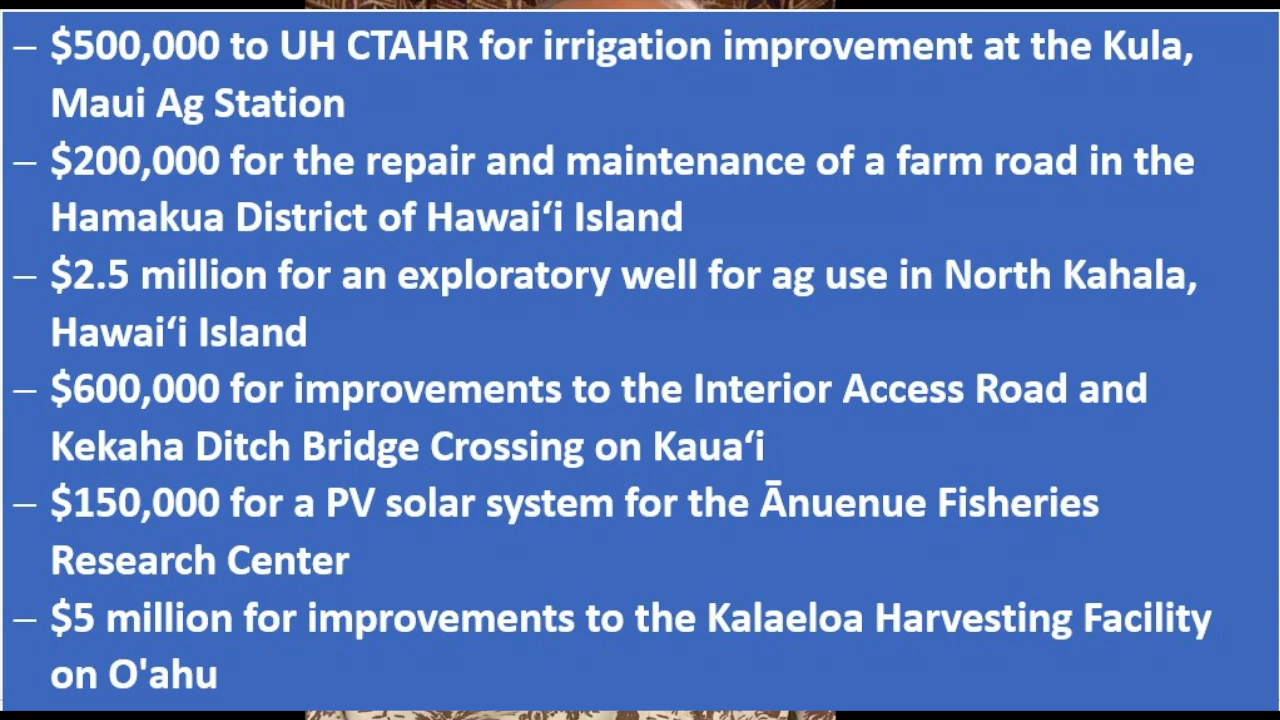 – $500,000 to UH CTAHR for irrigation improvement at the Kula,
Maui Ag Station
– $200,000 for the repair and maintenance of a farm road in the
Hamakua District of Hawai‘i Island
– $2.5 million for an exploratory well for ag use in North Kahala,
Hawai‘i Island
– $600,000 for improvements to the Interior Access Road and
Kekaha Ditch Bridge Crossing on Kaua‘i
– $150,000 for a PV solar system for the Ānuenue Fisheries
Research Center
– $5 million for improvements to the Kalaeloa Harvesting Facility
on O'ahu